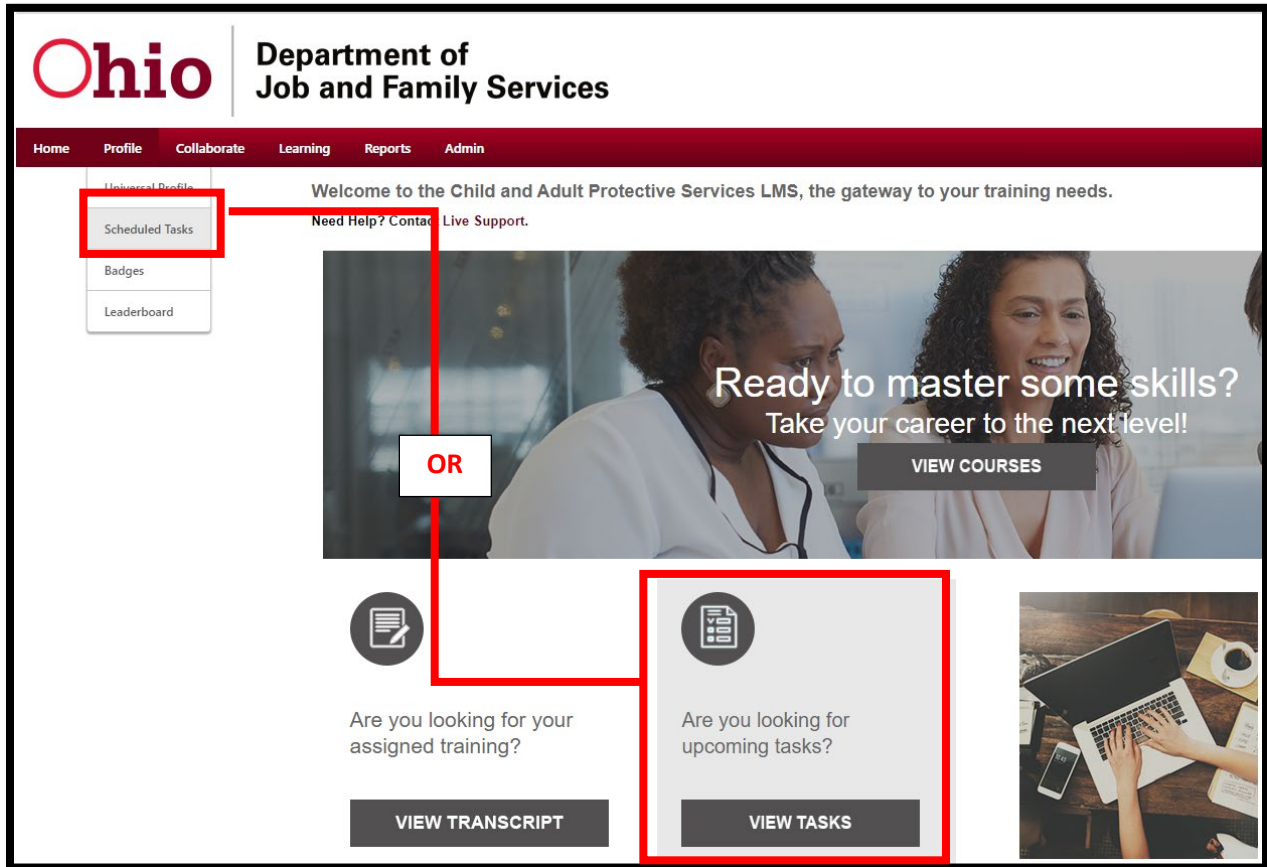 Ohio
Department of
Job and Family Services
Home Profile Collaborate Learning Reports Admin
Universal Profile
Scheduled Tasks
Badges
Leaderboard
Welcome to the Child and Adult Protective Services LMS, the gateway to your training needs.
Need Help? Contact Live Support.
Ready to master some skills?
Take your career to the next level!
VIEW COURSES
OR
Are you looking for your
assigned training?
VIEW TRANSCRIPT
Are you looking for
upcoming tasks?
VIEW TASKS